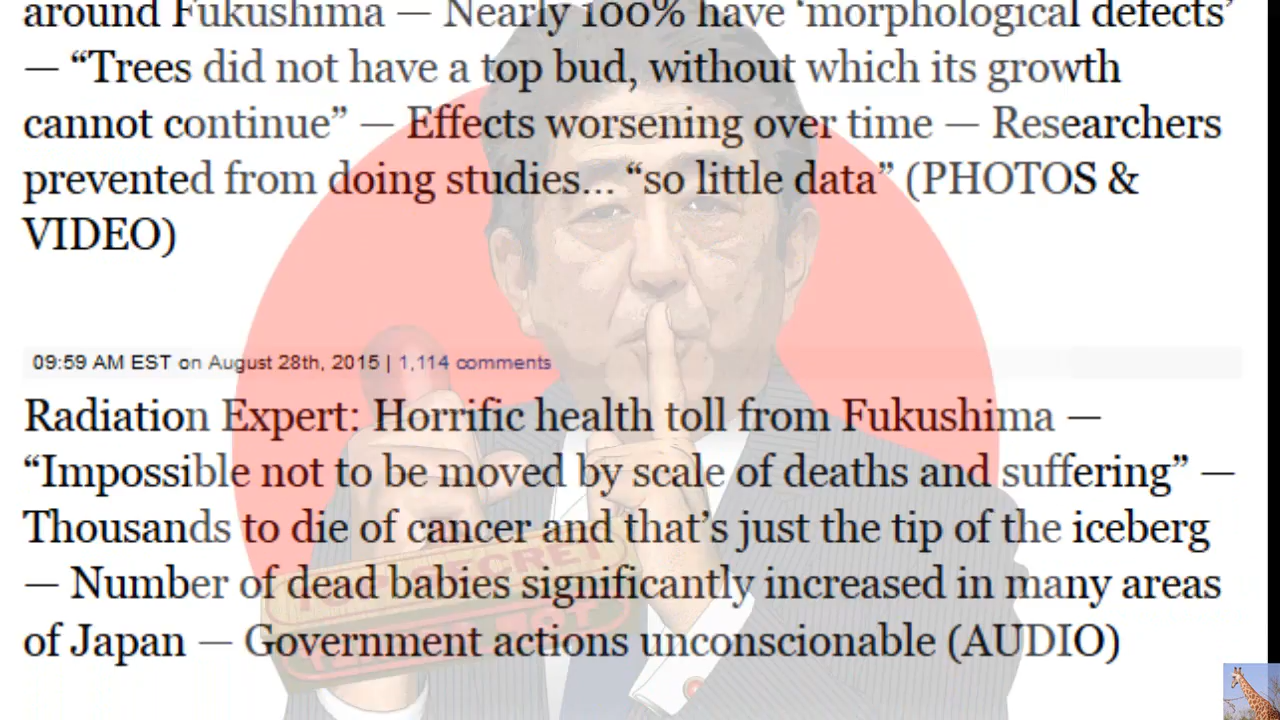 around Fukushima — Nearly 100% have ‘morphological defects’
— “Trees did not have a top bud, without which its growth
cannot continue” — Effects worsening over time — Researchers
prevented from doing studies... “so little data” (PHOTOS &
VIDEO)
09:59 AM EST on August 28th, 2015 | 1,114 comments
Radiation Expert: Horrific health toll from Fukushima —
“Impossible not to be moved by scale of deaths and suffering” —
Thousands to die of cancer and that’s just the tip of the iceberg
— Number of dead babies significantly increased in many areas
of Japan — Government actions unconscionable (AUDIO)
TOP SECRET